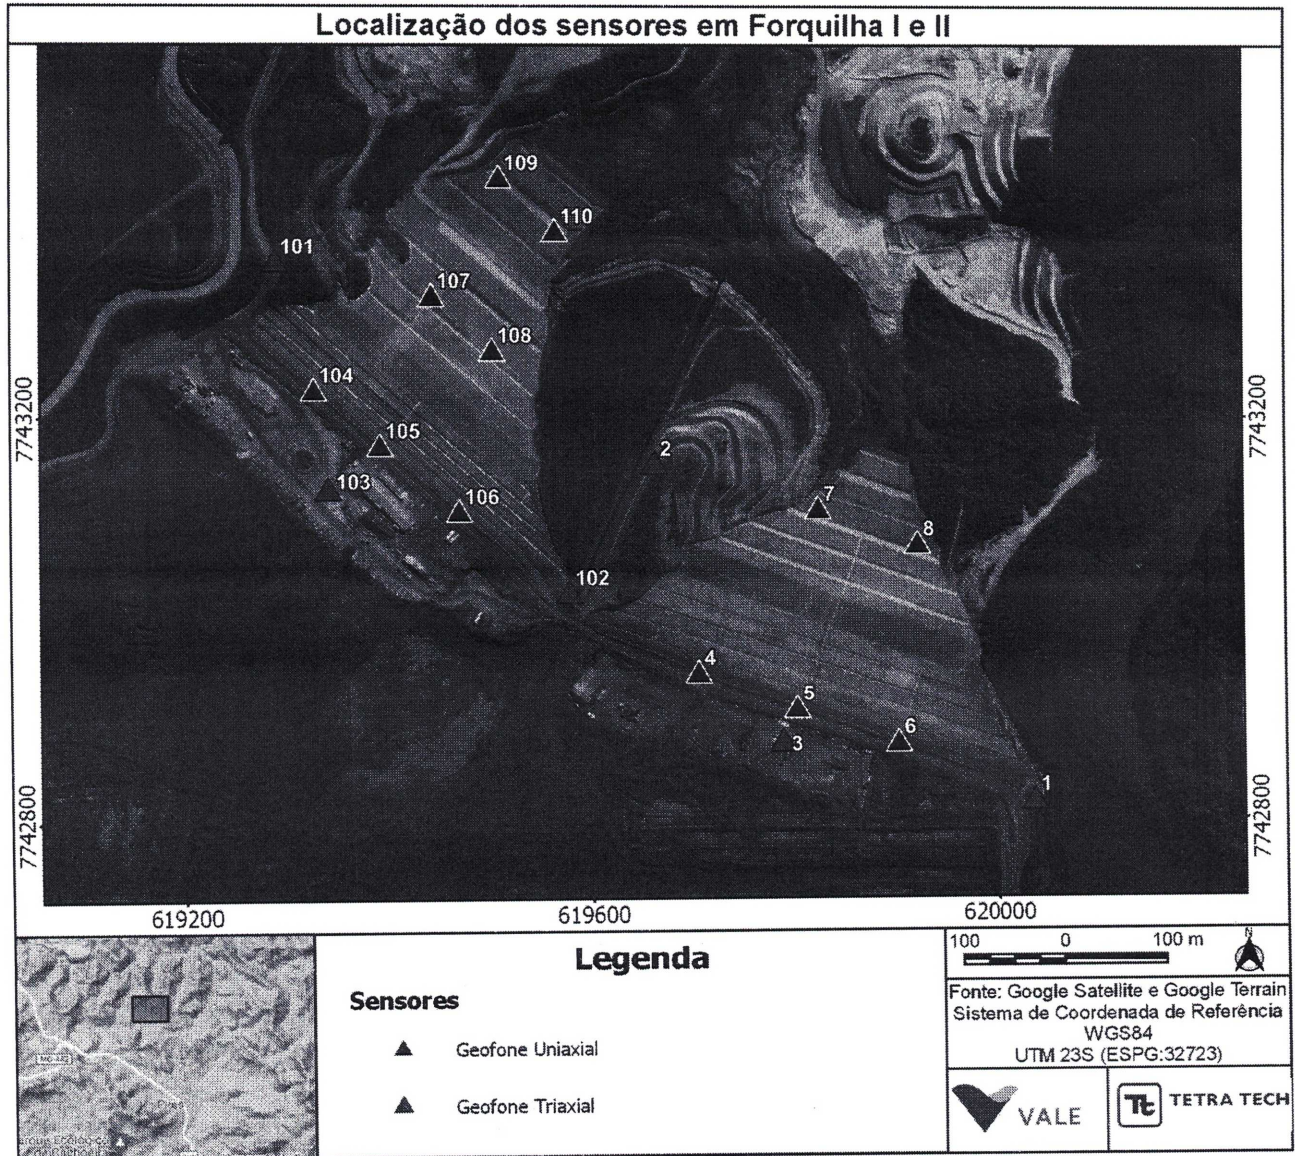 Localização dos sensores em Forquilha I e II
109
110
101
107
108
104
105
103
106
2
7
8
102
4
5
3
6
1
7743200
7743200
7742800
7742800
619200
619600
620000
Legenda
Sensores
Geofone Uniaxial
Geofone Triaxial
100 0 100 m
N
Fonte: Google Satellite e Google Terrain
Sistema de Coordenada de Referência
WGS84
UTM 23S (ESPG:32723)
VALE
Tt TETRA TECH